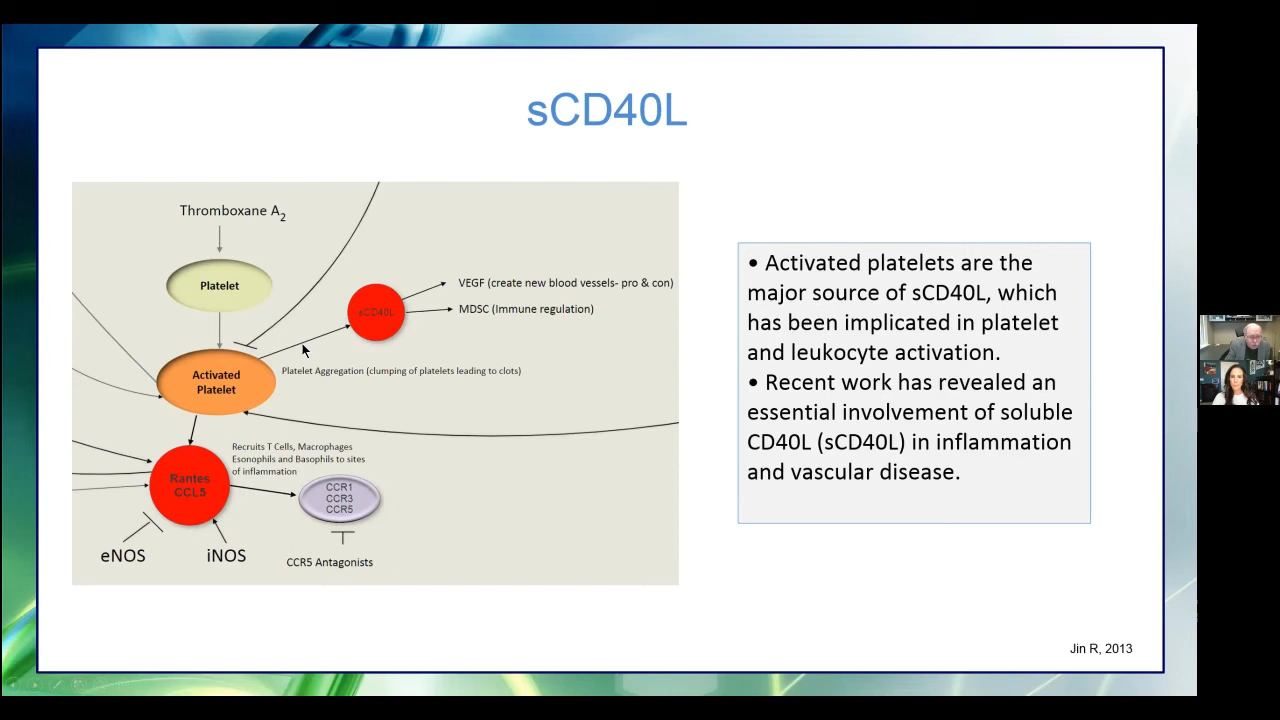 sCD40L
Thromboxane A2
Platelet
sCD40L
VEGF (create new blood vessels- pro & con)
MDSC (Immune regulation)
Activated
Platelet
Platelet Aggregation (clumping of platelets leading to clots)
Recruits T Cells, Macrophages
Esonophils and Basophils to sites
of inflammation
Rantes
CCL5
CCR1
CCR3
CCR5
eNOS
iNOS
CCR5 Antagonists
• Activated platelets are the
major source of sCD40L, which
has been implicated in platelet
and leukocyte activation.
• Recent work has revealed an
essential involvement of soluble
CD40L (sCD40L) in inflammation
and vascular disease.
Jin R, 2013